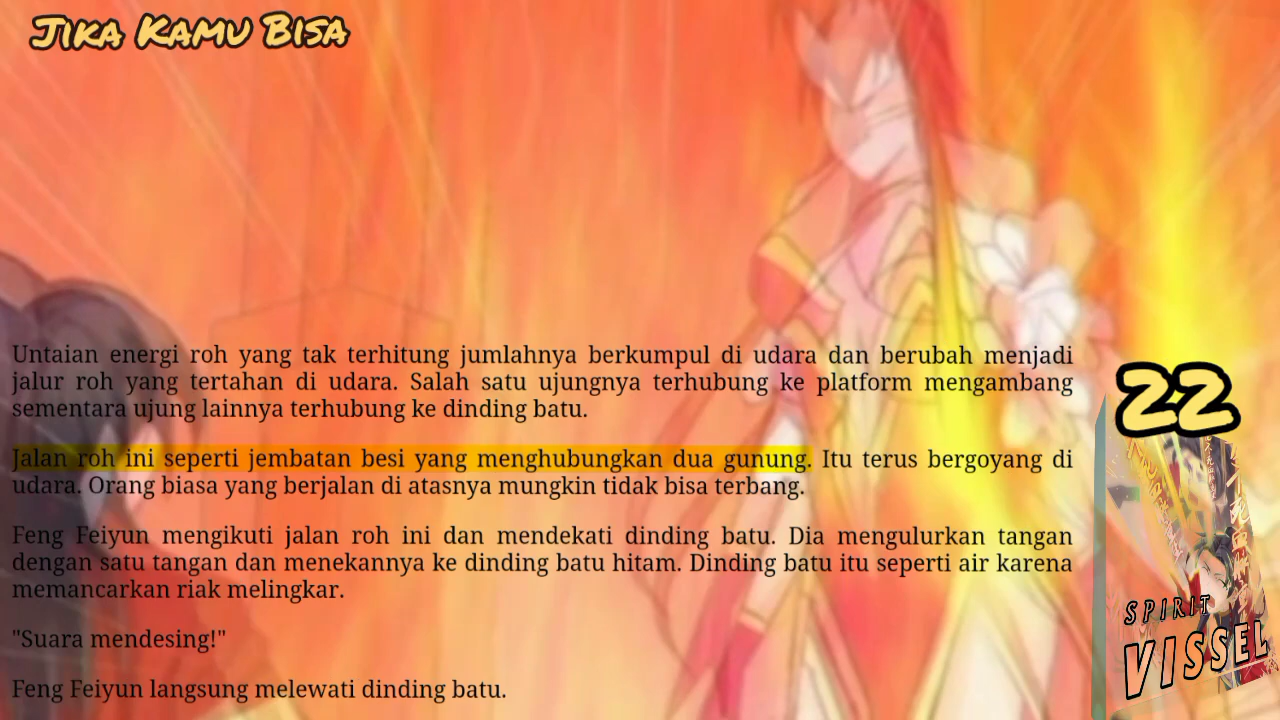 Jika Kamu Bisa
Untaian energi roh yang tak terhitung jumlahnya berkumpul di udara dan berubah menjadi
jalur roh yang tertahan di udara. Salah satu ujungnya terhubung ke platform mengambang
sementara ujung lainnya terhubung ke dinding batu.
Jalan roh ini seperti jembatan besi yang menghubungkan dua gunung. Itu terus bergoyang di
udara. Orang biasa yang berjalan di atasnya mungkin tidak bisa terbang.
Feng Feiyun mengikuti jalan roh ini dan mendekati dinding batu. Dia mengulurkan tangan
dengan satu tangan dan menekannya ke dinding batu hitam. Dinding batu itu seperti air karena
memancarkan riak melingkar.
"Suara mendesing!"
Feng Feiyun langsung melewati dinding batu.
22
SPIRIT
VISSEL